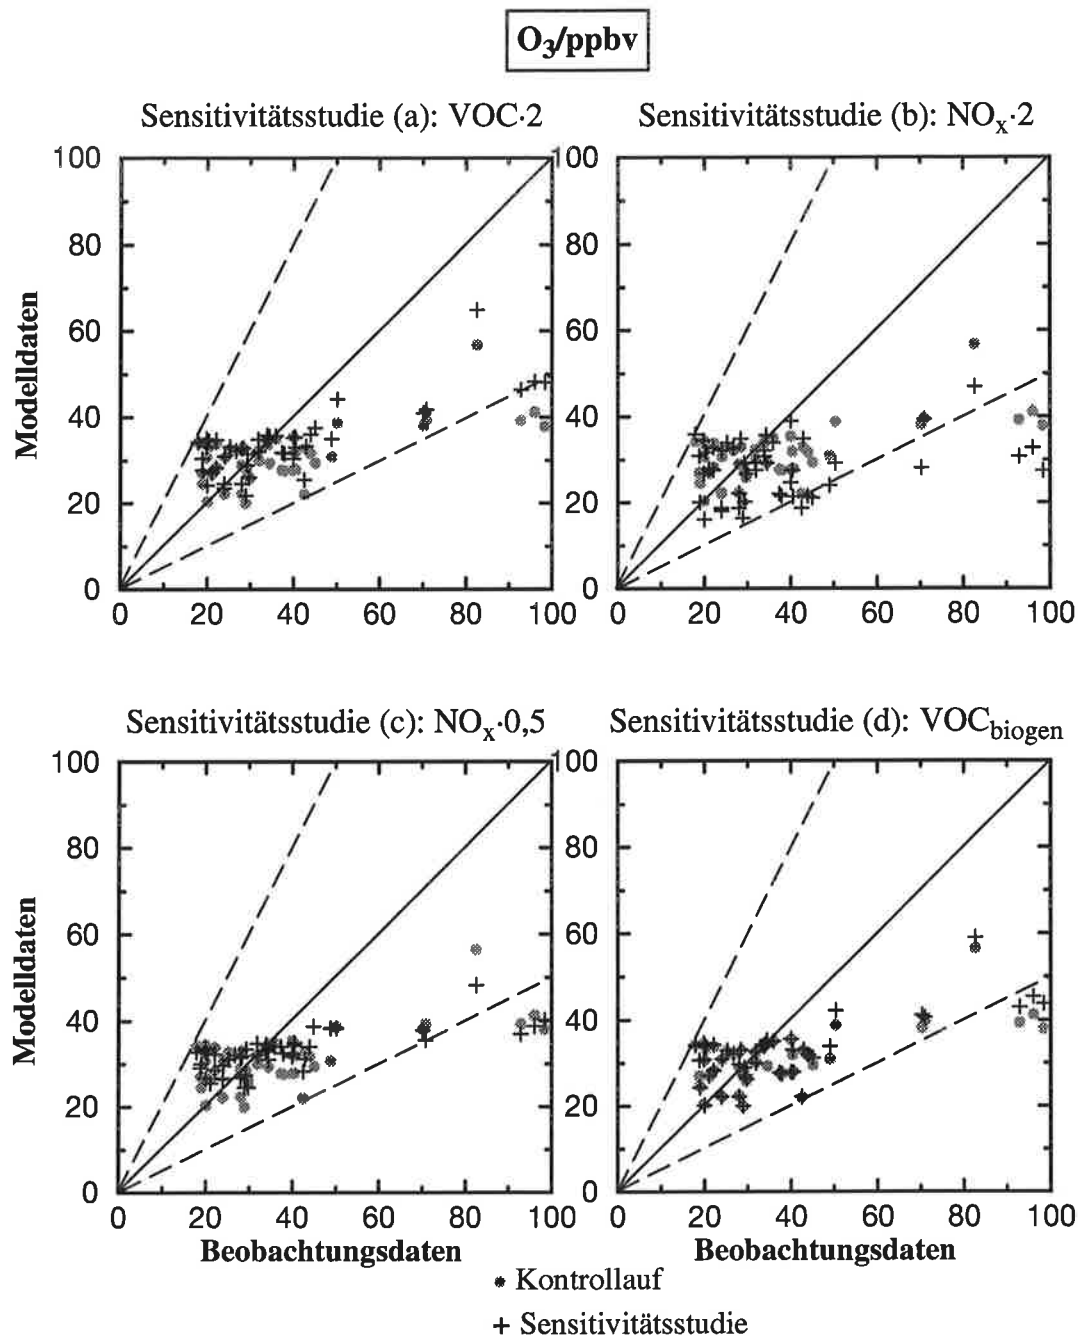 O₃/ppbv
Sensitivitätsstudie (a): VOC·2
Sensitivitätsstudie (b): NOₓ·2
100
80
60
40
20
0
0 20 40 60 80 100
Modelldaten
100
80
60
40
20
0
0 20 40 60 80 100
Sensitivitätsstudie (c): NOₓ·0,5
Sensitivitätsstudie (d): VOC_biogen
100
80
60
40
20
0
0 20 40 60 80 100
Modelldaten
Beobachtungsdaten
100
80
60
40
20
0
0 20 40 60 80 100
Beobachtungsdaten
Kontrollauf
+ Sensitivitätsstudie